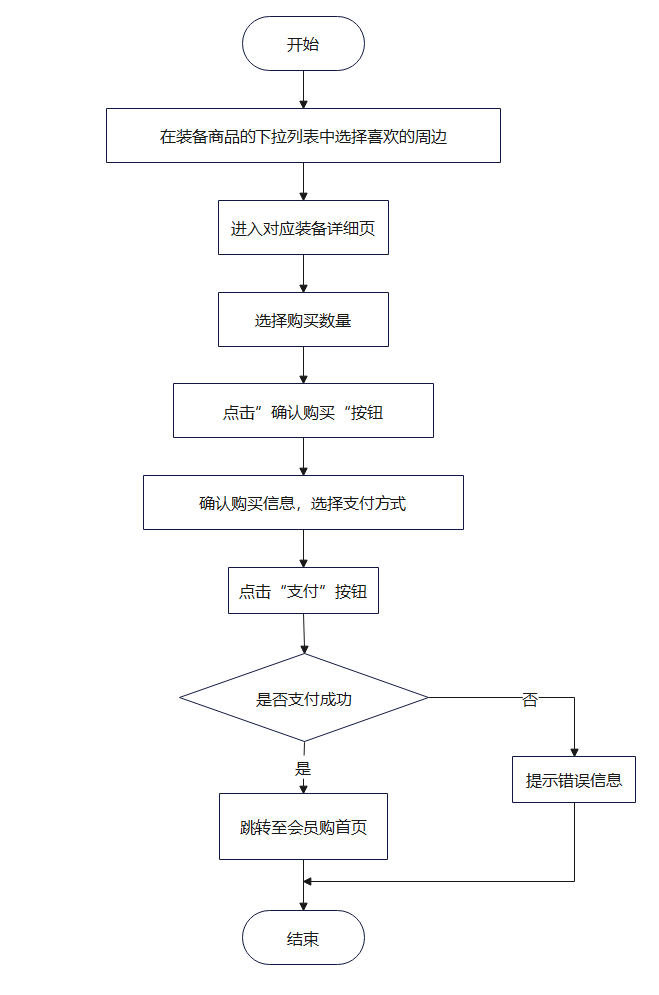 开始
在装备商品的下拉列表中选择喜欢的周边
进入对应装备详细页
选择购买数量
点击”确认购买“按钮
确认购买信息，选择支付方式
点击“支付”按钮
是否支付成功
否
是
提示错误信息
跳转至会员购首页
结束